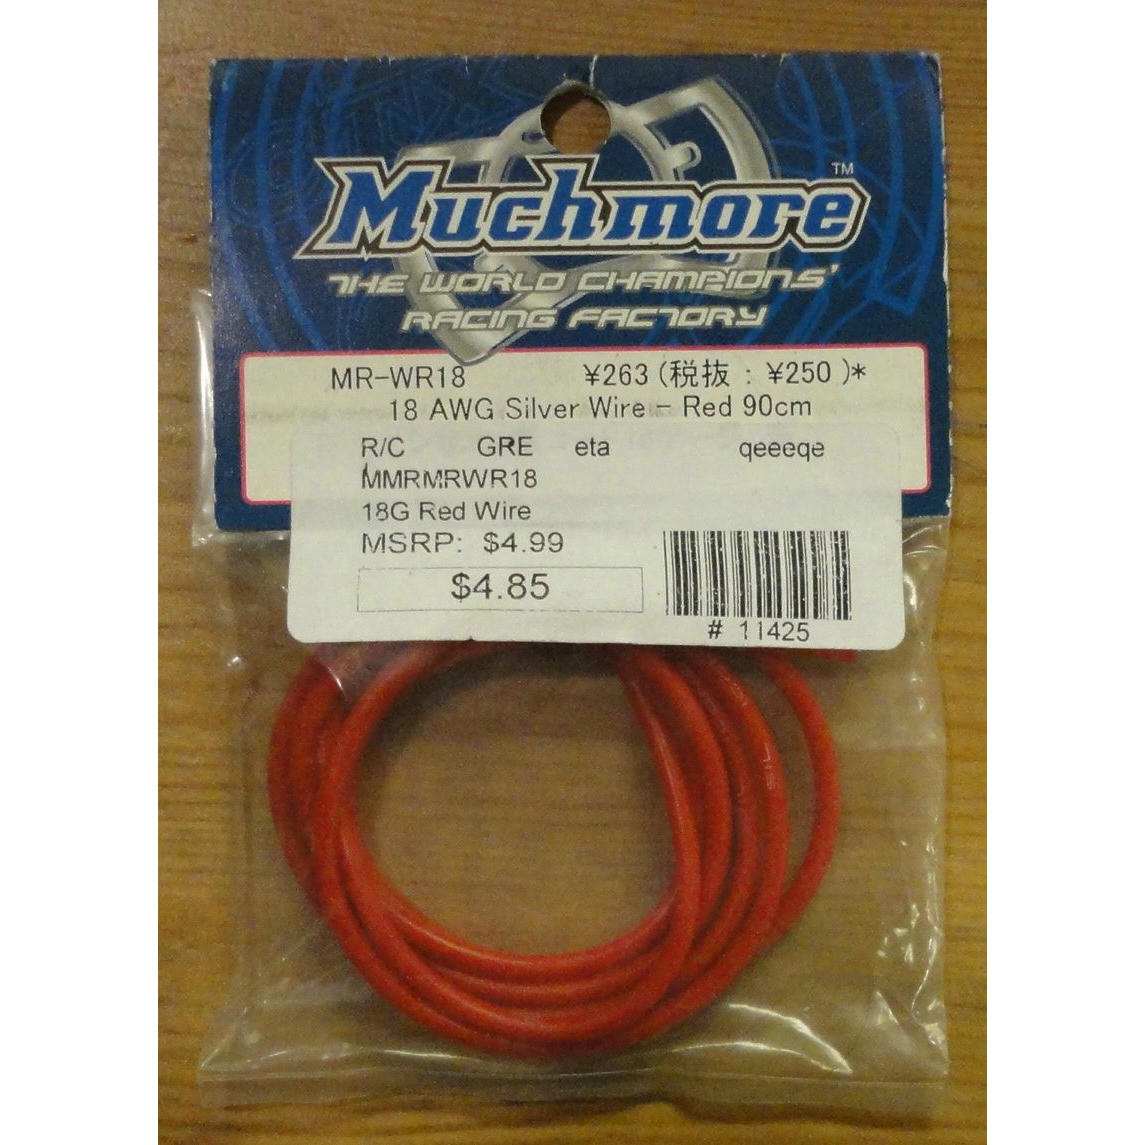 Muchmore™
THE WORLD CHAMPIONS'
RACING FACTORY
MR-WR18 ¥263 (税抜 : ¥250 )*
18 AWG Silver Wire - Red 90cm
R/C GRE eta qeeeqe
MMRMRWR18
18G Red Wire
MSRP: $4.99
$4.85
# 11425